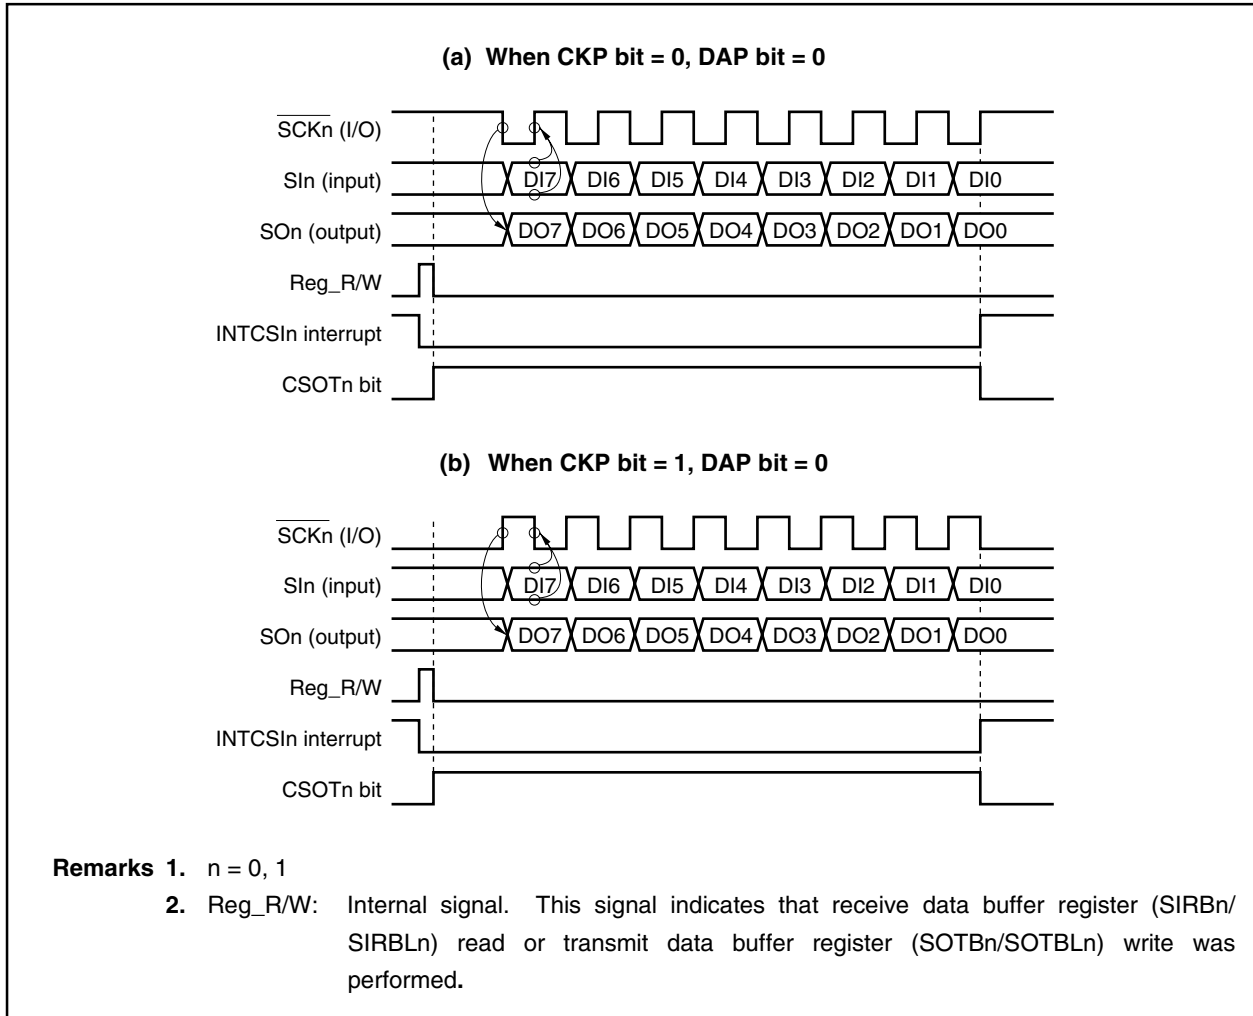 (a) When CKP bit = 0, DAP bit = 0
SCKn (I/O)
SIn (input) DI7 DI6 DI5 DI4 DI3 DI2 DI1 DI0
SOn (output) DO7 DO6 DO5 DO4 DO3 DO2 DO1 DO0
Reg_R/W
INTCSIn interrupt
CSOTn bit
(b) When CKP bit = 1, DAP bit = 0
SCKn (I/O)
SIn (input) DI7 DI6 DI5 DI4 DI3 DI2 DI1 DI0
SOn (output) DO7 DO6 DO5 DO4 DO3 DO2 DO1 DO0
Reg_R/W
INTCSIn interrupt
CSOTn bit
Remarks 1. n = 0, 1
2. Reg_R/W: Internal signal. This signal indicates that receive data buffer register (SIRBn/
SIRBLn) read or transmit data buffer register (SOTBn/SOTBLn) write was
performed.